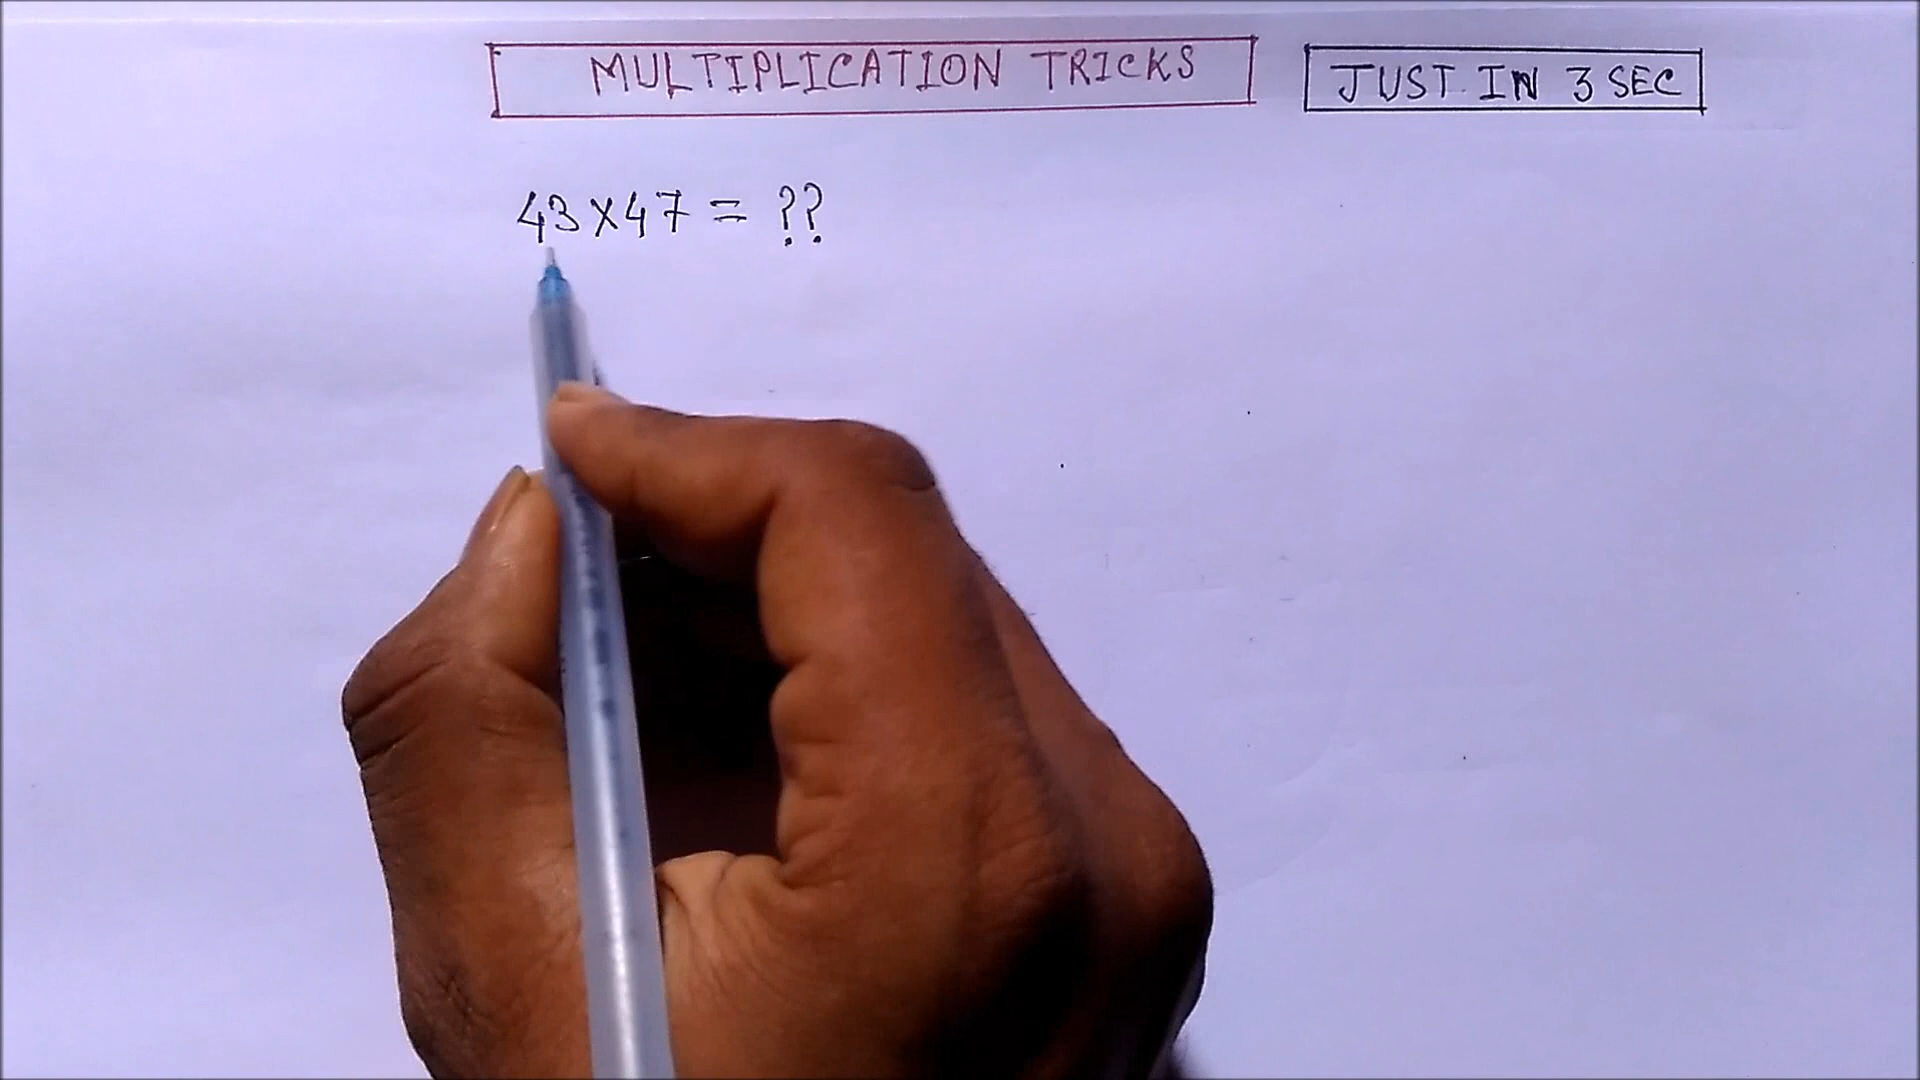 MULTIPLICATION TRICKS
JUST IN 3 SEC
43 x 47 = ??